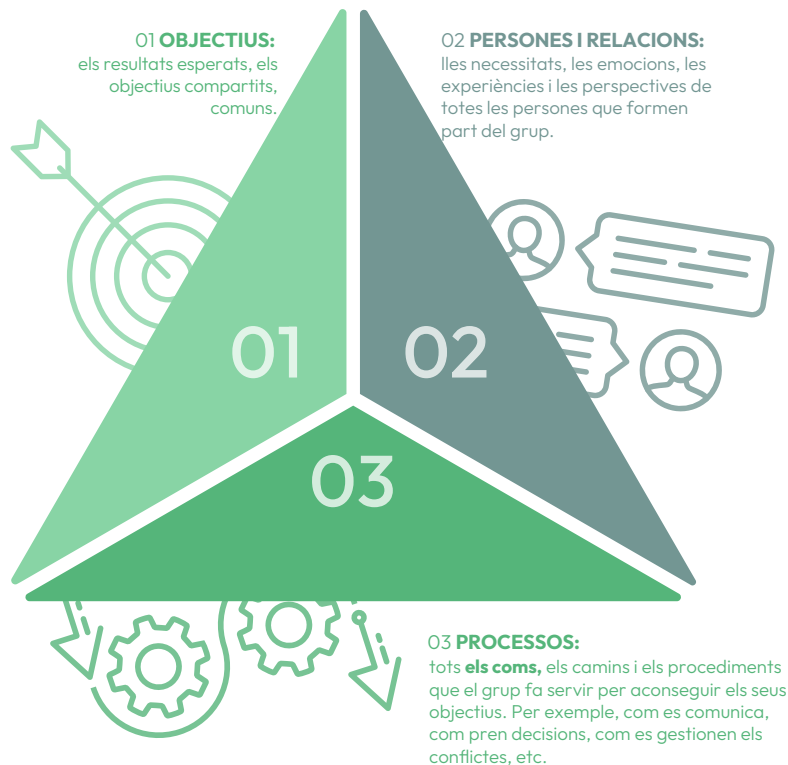 01 OBJECTIUS:
els resultats esperats, els
objectius compartits,
comuns.
02 PERSONES I RELACIONS:
lles necessitats, les emocions, les
experiències i les perspectives de
totes les persones que formen
part del grup.
01
02
03
03 PROCESSOS:
tots els coms, els camins i els procediments
que el grup fa servir per aconseguir els seus
objectius. Per exemple, com es comunica,
com pren decisions, com es gestionen els
conflictes, etc.